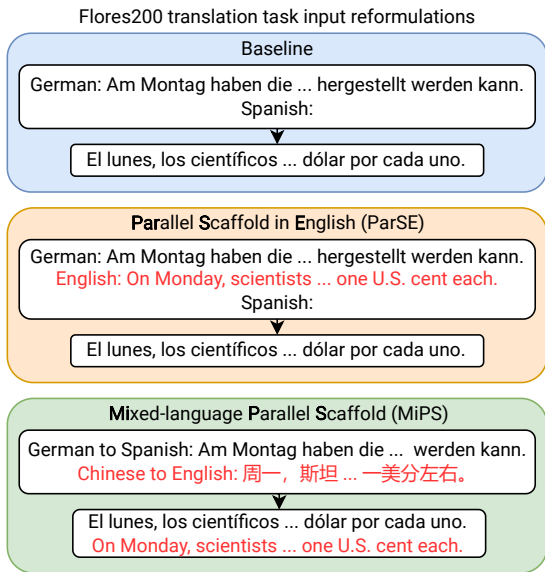 Flores200 translation task input reformulations
Baseline
German: Am Montag haben die ... hergestellt werden kann.
Spanish:
El lunes, los científicos ... dólar por cada uno.
Parallel Scaffold in English (ParSE)
German: Am Montag haben die ... hergestellt werden kann.
English: On Monday, scientists ... one U.S. cent each.
Spanish:
El lunes, los científicos ... dólar por cada uno.
Mixed-language Parallel Scaffold (MiPS)
German to Spanish: Am Montag haben die ... werden kann.
Chinese to English: 周一，斯坦 ... 一美分左右。
El lunes, los científicos ... dólar por cada uno.
On Monday, scientists ... one U.S. cent each.